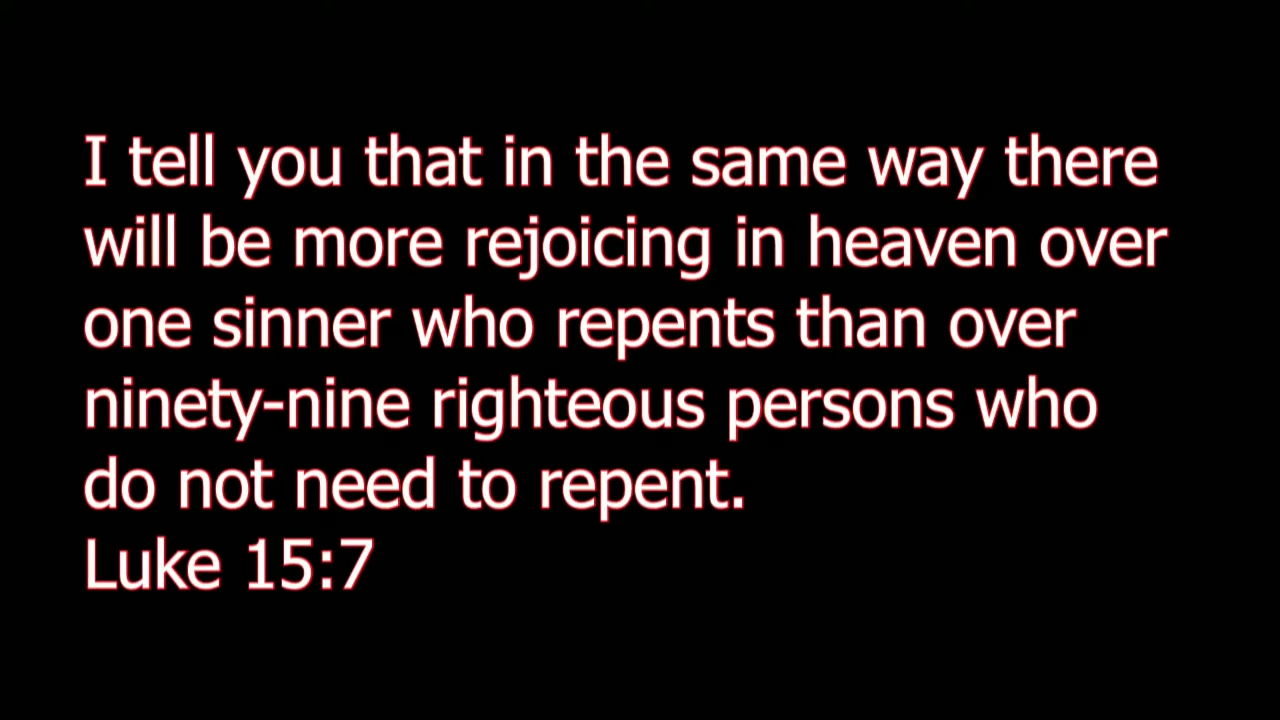 I tell you that in the same way there
will be more rejoicing in heaven over
one sinner who repents than over
ninety-nine righteous persons who
do not need to repent.
Luke 15:7